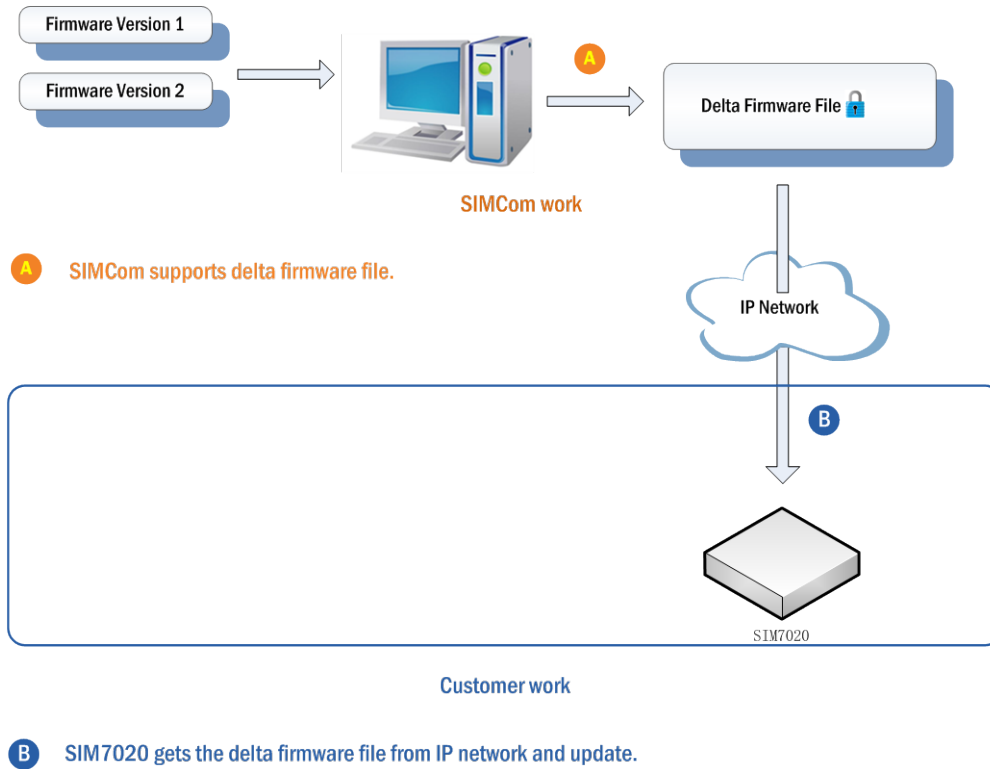 Firmware Version 1
Firmware Version 2
A
Delta Firmware File
SIMCom work
A SIMCom supports delta firmware file.
IP Network
B
SIM7020
Customer work
B SIM7020 gets the delta firmware file from IP network and update.